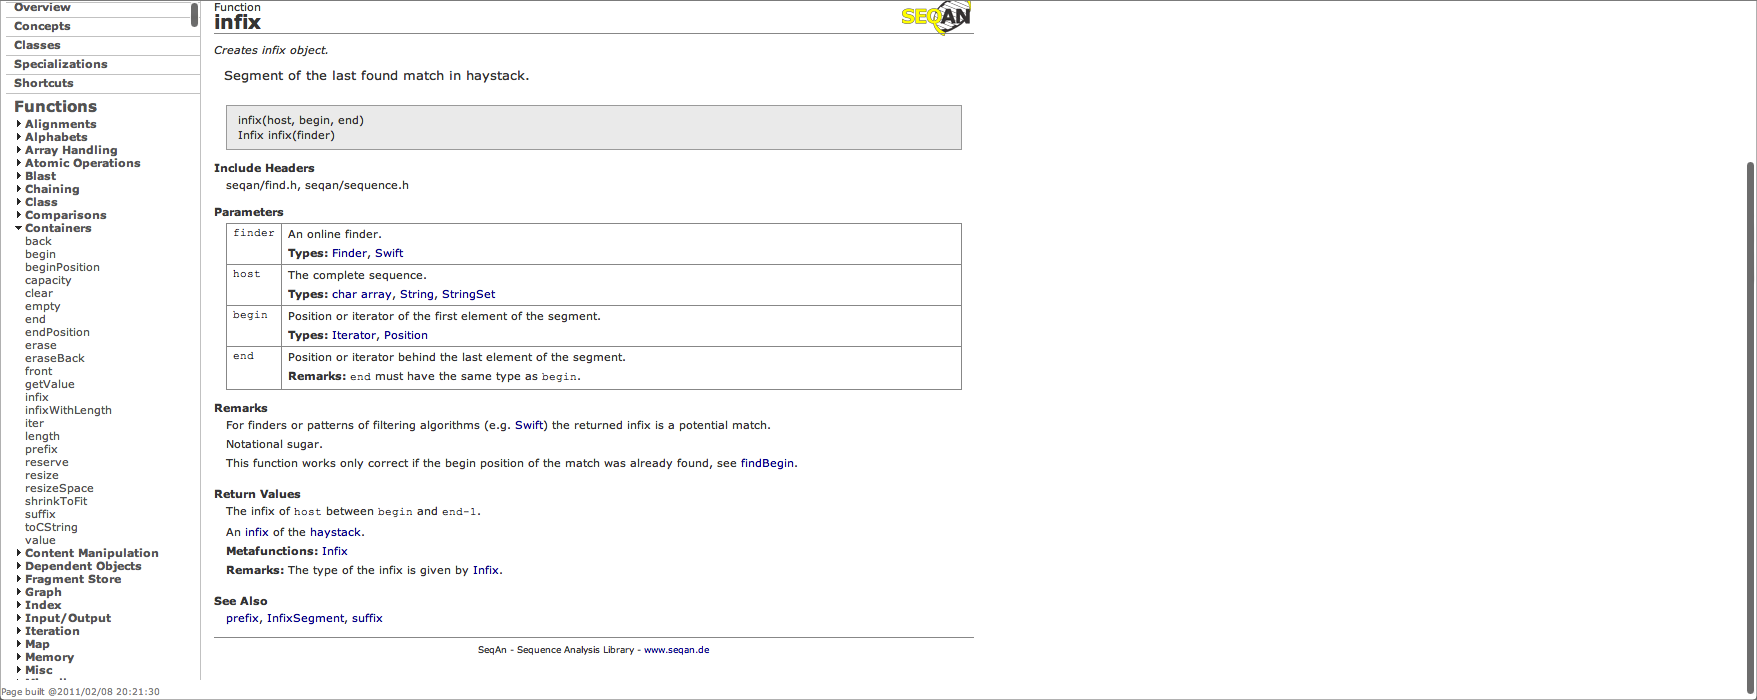 Overview
Concepts
Classes
Specializations
Shortcuts
Functions
Alignments
Alphabets
Array Handling
Atomic Operations
Blast
Chaining
Class
Comparisons
Containers
back
begin
beginPosition
capacity
clear
empty
end
endPosition
erase
eraseBack
front
getValue
infix
infixWithLength
iter
length
prefix
reserve
resize
resizeSpace
shrinkToFit
suffix
toCString
value
Content Manipulation
Dependent Objects
Fragment Store
Graph
Index
Input/Output
Iteration
Map
Memory
Misc
Page built @2011/02/08 20:21:30
Function
infix
SEQAN
Creates infix object.
Segment of the last found match in haystack.
infix(host, begin, end)
Infix infix(finder)
Include Headers
seqan/find.h, seqan/sequence.h
Parameters
finder An online finder.
Types: Finder, Swift
host The complete sequence.
Types: char array, String, StringSet
begin Position or iterator of the first element of the segment.
Types: Iterator, Position
end Position or iterator behind the last element of the segment.
Remarks: end must have the same type as begin.
Remarks
For finders or patterns of filtering algorithms (e.g. Swift) the returned infix is a potential match.
Notational sugar.
This function works only correct if the begin position of the match was already found, see findBegin.
Return Values
The infix of host between begin and end-1.
An infix of the haystack.
Metafunctions: Infix
Remarks: The type of the infix is given by Infix.
See Also
prefix, InfixSegment, suffix
SeqAn - Sequence Analysis Library - www.seqan.de